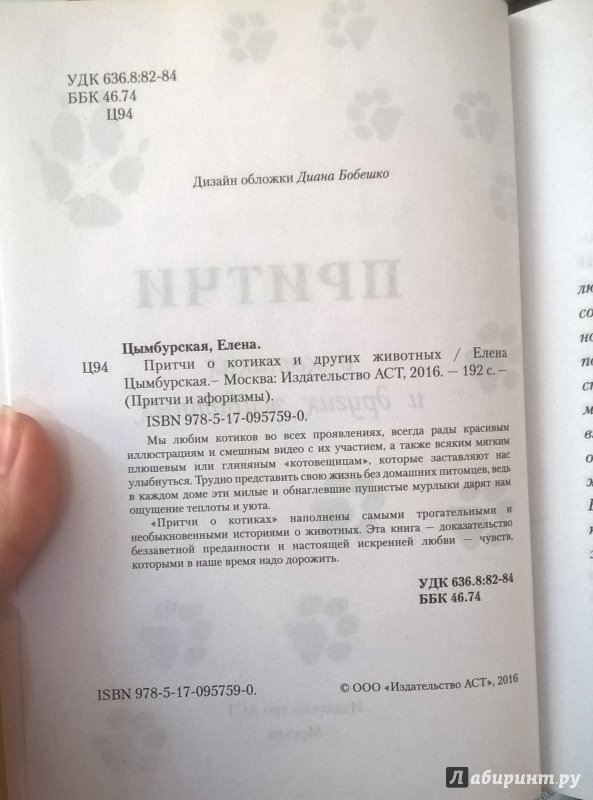 УДК 636.8:82-84
ББК 46.74
Ц94
Дизайн обложки Диана Бобешко
ПРИТЧИ
Цымбурская, Елена.
Ц94 Притчи о котиках и других животных / Елена
Цымбурская.– Москва: Издательство АСТ, 2016. — 192 с. –
(Притчи и афоризмы).
и других
ISBN 978-5-17-095759-0.
Мы любим котиков во всех проявлениях, всегда рады красивым
иллюстрациям и смешным видео с их участием, а также всяким мягким
плюшевым или глиняным «котовещицам», которые заставляют нас
улыбнуться. Трудно представить свою жизнь без домашних питомцев, ведь
в каждом доме эти милые и обнаглевшие пушистые мурлыки дарят нам
ощущение теплоты и уюта.
«Притчи о котиках» наполнены самыми трогательными и
необыкновенными историями о животных. Эта книга — доказательство
беззаветной преданности и настоящей искренней любви — чувств,
которыми в наше время надо дорожить.
УДК 636.8:82-84
ББК 46.74
ISBN 978-5-17-095759-0.
© ООО «Издательство АСТ», 2016
Издательство АСТ
Москва
Лабиринт.ру